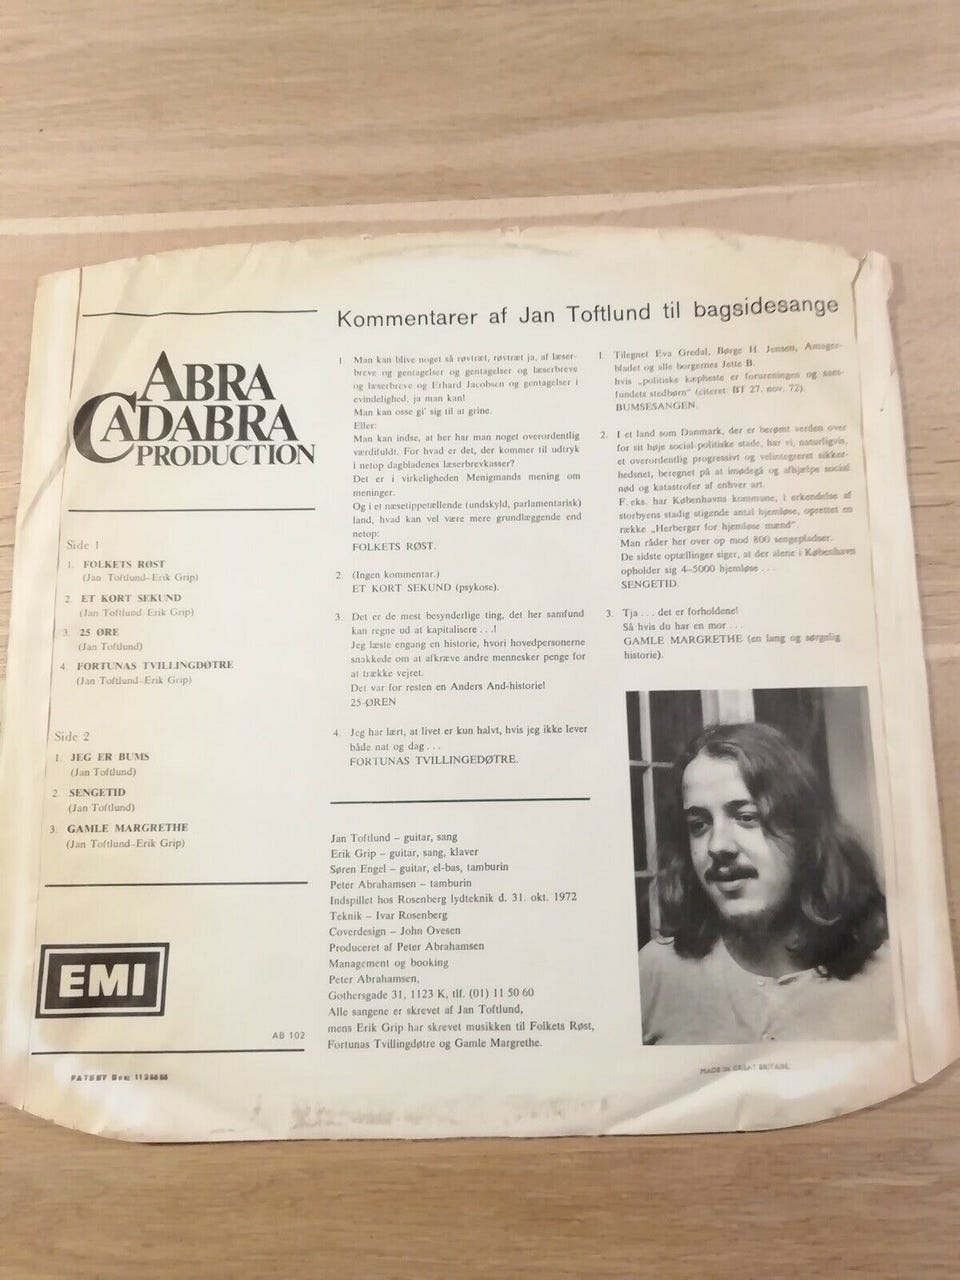 ABRA
CADABRA
PRODUCTION
Side 1
1. FOLKETS RØST
(Jan Toftlund–Erik Grip)
2. ET KORT SEKUND
(Jan Toftlund–Erik Grip)
3. 25 ØRE
(Jan Toftlund)
4. FORTUNAS TVILLINGDØTRE
(Jan Toftlund–Erik Grip)
Side 2
1. JEG ER BUMS
(Jan Toftlund)
2. SENGETID
(Jan Toftlund)
3. GAMLE MARGRETHE
(Jan Toftlund–Erik Grip)
EMI
AB 102
Kommentarer af Jan Toftlund til bagsidesange
1. Man kan blive noget så røvtræt, røvtræt ja, af læser-
breve og gentagelser og gentagelser og læserbreve
og læserbreve og Erhard Jacobsen og gentagelser i
evindelighed, ja man kan!
Man kan osse gi' sig til at grine.
Eller:
Man kan indse, at her har man noget overordentlig
værdifuldt. For hvad er det, der kommer til udtryk
i netop dagbladenes læserbrevkasser?
Det er i virkeligheden Menigmands mening om
meninger.
Og i et næsetippetællende (undskyld, parlamentarisk)
land, hvad kan vel være mere grundlæggende end
netop:
FOLKETS RØST.
2. (Ingen kommentar.)
ET KORT SEKUND (psykose).
3. Det er de mest besynderlige ting, det her samfund
kan regne ud at kapitalisere . . .!
Jeg læste engang en historie, hvori hovedpersonerne
snakkede om at afkræve andre mennesker penge for
at trække vejret.
Det var for resten en Anders And-historie!
25-ØREN
4. Jeg har lært, at livet er kun halvt, hvis jeg ikke lever
både nat og dag . . .
FORTUNAS TVILLINGEDØTRE.
Jan Toftlund – guitar, sang
Erik Grip – guitar, sang, klaver
Søren Engel – guitar, el-bas, tamburin
Peter Abrahamsen – tamburin
Indspillet hos Rosenberg lydteknik d. 31. okt. 1972
Teknik – Ivar Rosenberg
Coverdesign – John Ovesen
Produceret af Peter Abrahamsen
Management og booking
Peter Abrahamsen,
Gothersgade 31, 1123 K, tlf. (01) 11 50 60
Alle sangene er skrevet af Jan Toftlund,
mens Erik Grip har skrevet musikken til Folkets Røst,
Fortunas Tvillingdøtre og Gamle Margrethe.
1. Tilegnet Eva Gredal, Børge H. Jensen, Amager-
bladet og alle borgernes Jette B.
hvis „politiske kæpheste er forureningen og sam-
fundets stedbørn" (citeret: BT 27. nov. 72).
BUMSESANGEN.
2. I et land som Danmark, der er berømt verden over
for sit høje social-politiske stade, har vi, naturligvis,
et overordentlig progressivt og velintegreret sikker-
hedsnet, beregnet på at imødegå og afhjælpe social
nød og katastrofer af enhver art.
F. eks. har Københavns kommune, i erkendelse af
storbyens stadig stigende antal hjemløse, oprettet en
række „Herberger for hjemløse mænd".
Man råder her over op mod 800 sengepladser.
De sidste optællinger siger, at der alene i København
opholder sig 4–5000 hjemløse . . .
SENGETID.
3. Tja . . . det er forholdene!
Så hvis du har en mor . . .
GAMLE MARGRETHE (en lang og sørgelig
historie).
MADE IN GREAT BRITAIN